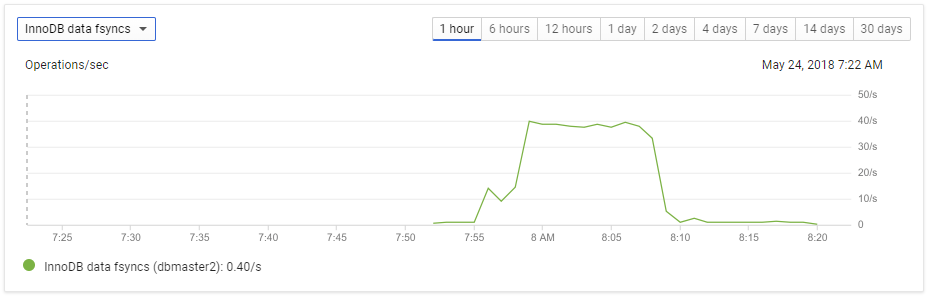 InnoDB data fsyncs
1 hour 6 hours 12 hours 1 day 2 days 4 days 7 days 14 days 30 days
Operations/sec
May 24, 2018 7:22 AM
50/s
40/s
30/s
20/s
10/s
0
7:25 7:30 7:35 7:40 7:45 7:50 7:55 8 AM 8:05 8:10 8:15 8:20
InnoDB data fsyncs (dbmaster2): 0.40/s